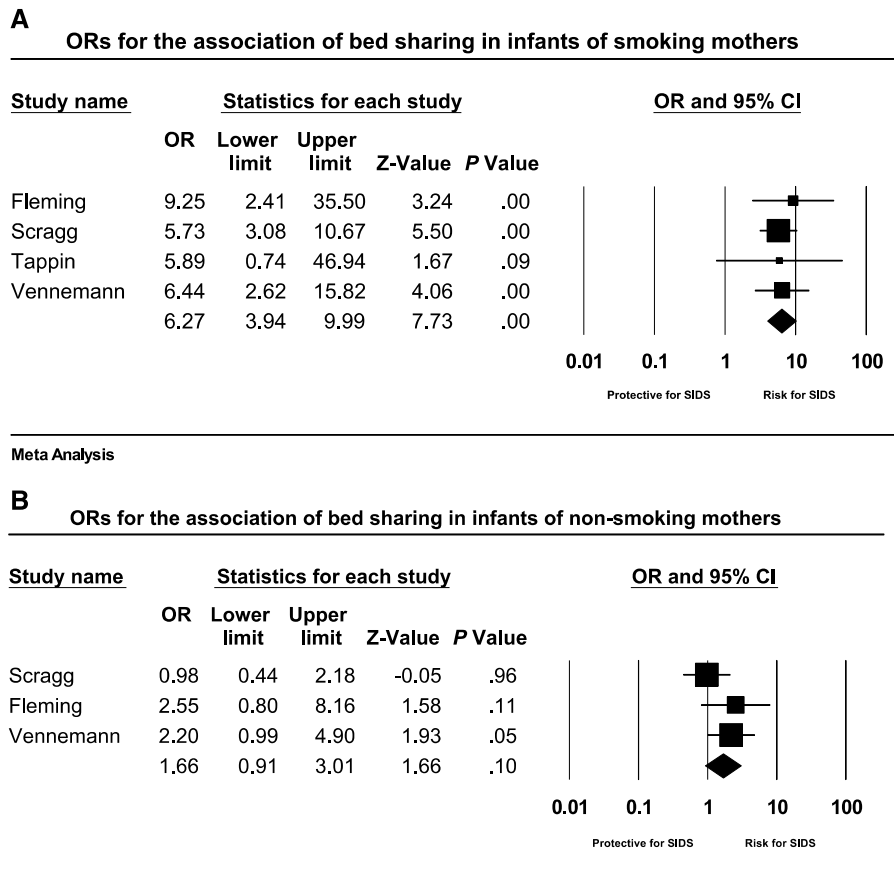 A
ORs for the association of bed sharing in infants of smoking mothers
Study name Statistics for each study OR and 95% CI
OR Lower limit Upper limit Z-Value P Value
Fleming 9.25 2.41 35.50 3.24 .00
Scragg 5.73 3.08 10.67 5.50 .00
Tappin 5.89 0.74 46.94 1.67 .09
Vennemann 6.44 2.62 15.82 4.06 .00
6.27 3.94 9.99 7.73 .00
0.01 0.1 1 10 100
Protective for SIDS Risk for SIDS
Meta Analysis
B
ORs for the association of bed sharing in infants of non-smoking mothers
Study name Statistics for each study OR and 95% CI
OR Lower limit Upper limit Z-Value P Value
Scragg 0.98 0.44 2.18 -0.05 .96
Fleming 2.55 0.80 8.16 1.58 .11
Vennemann 2.20 0.99 4.90 1.93 .05
1.66 0.91 3.01 1.66 .10
0.01 0.1 1 10 100
Protective for SIDS Risk for SIDS